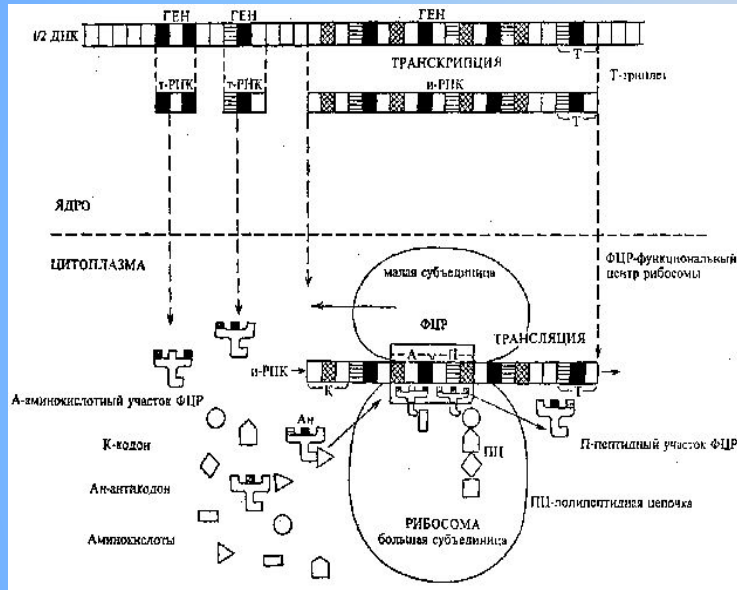 ГЕН ГЕН ГЕН
1/2 ДНК
ТРАНСКРИПЦИЯ
Т
Т-триплет
т-РНК т-РНК и-РНК
Т
ЯДРО
ЦИТОПЛАЗМА
ФЦР-функциональный
центр рибосомы
малая субъединица
ФЦР
ТРАНСЛЯЦИЯ
А П
и-РНК
К Т
А-аминокислотный участок ФЦР
Ан
П-пептидный участок ФЦР
К-кодон
ПЦ
Ан-антикодон
ПЦ-полипептидная цепочка
РИБОСОМА
большая субъединица
Аминокислоты